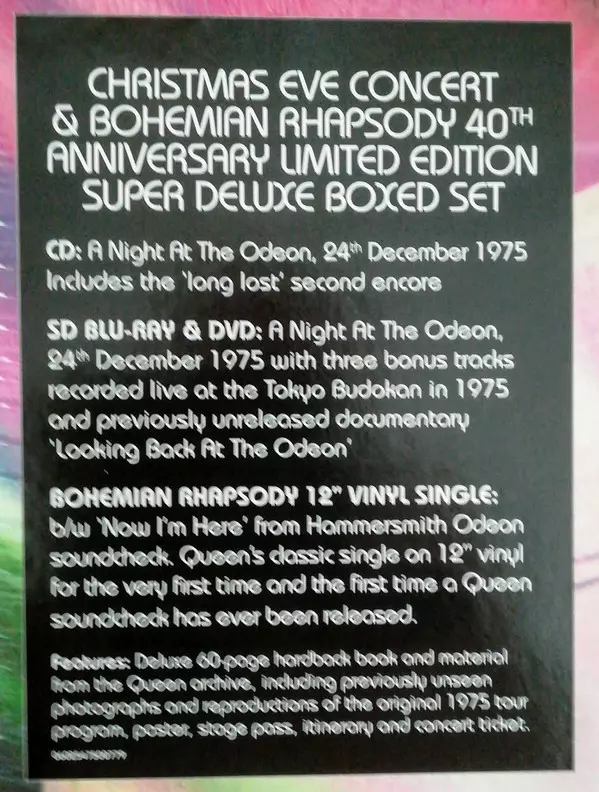 CHRISTMAS EVE CONCERT
& BOHEMIAN RHAPSODY 40TH
ANNIVERSARY LIMITED EDITION
SUPER DELUXE BOXED SET
CD: A Night At The Odeon, 24th December 1975
Includes the 'long lost' second encore
SD BLU-RAY & DVD: A Night At The Odeon,
24th December 1975 with three bonus tracks
recorded live at the Tokyo Budokan in 1975
and previously unreleased documentary
'Looking Back At The Odeon'
BOHEMIAN RHAPSODY 12" VINYL SINGLE:
b/w 'Now I'm Here' from Hammersmith Odeon
soundcheck. Queen's classic single on 12" vinyl
for the very first time and the first time a Queen
soundcheck has ever been released.
Features: Deluxe 60-page hardback book and material
from the Queen archive, including previously unseen
photographs and reproductions of the original 1975 tour
program, poster, stage pass, itinerary and concert ticket.